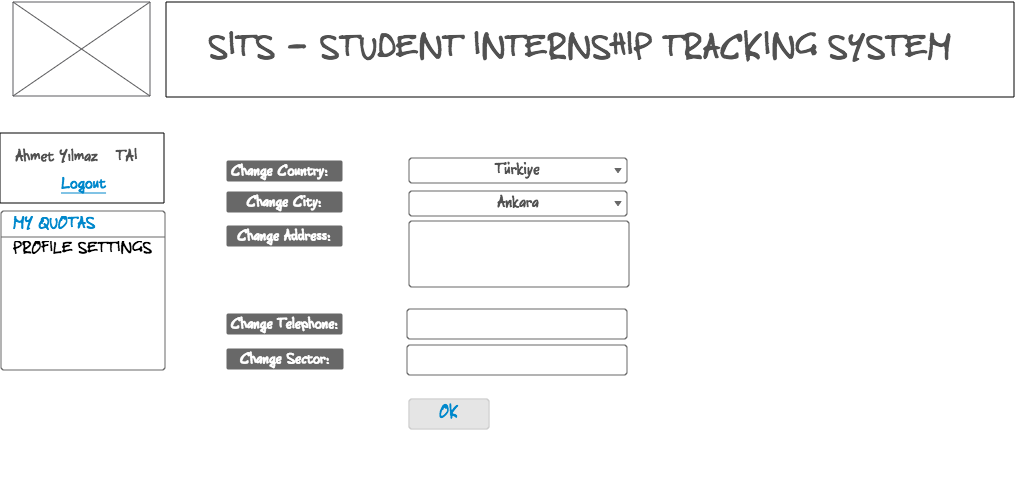 SITS - STUDENT INTERNSHIP TRACKING SYSTEM
Ahmet Yılmaz TAI
Logout
MY QUOTAS
PROFILE SETTINGS
Change Country: Türkiye
Change City: Ankara
Change Address:
Change Telephone:
Change Sector:
OK